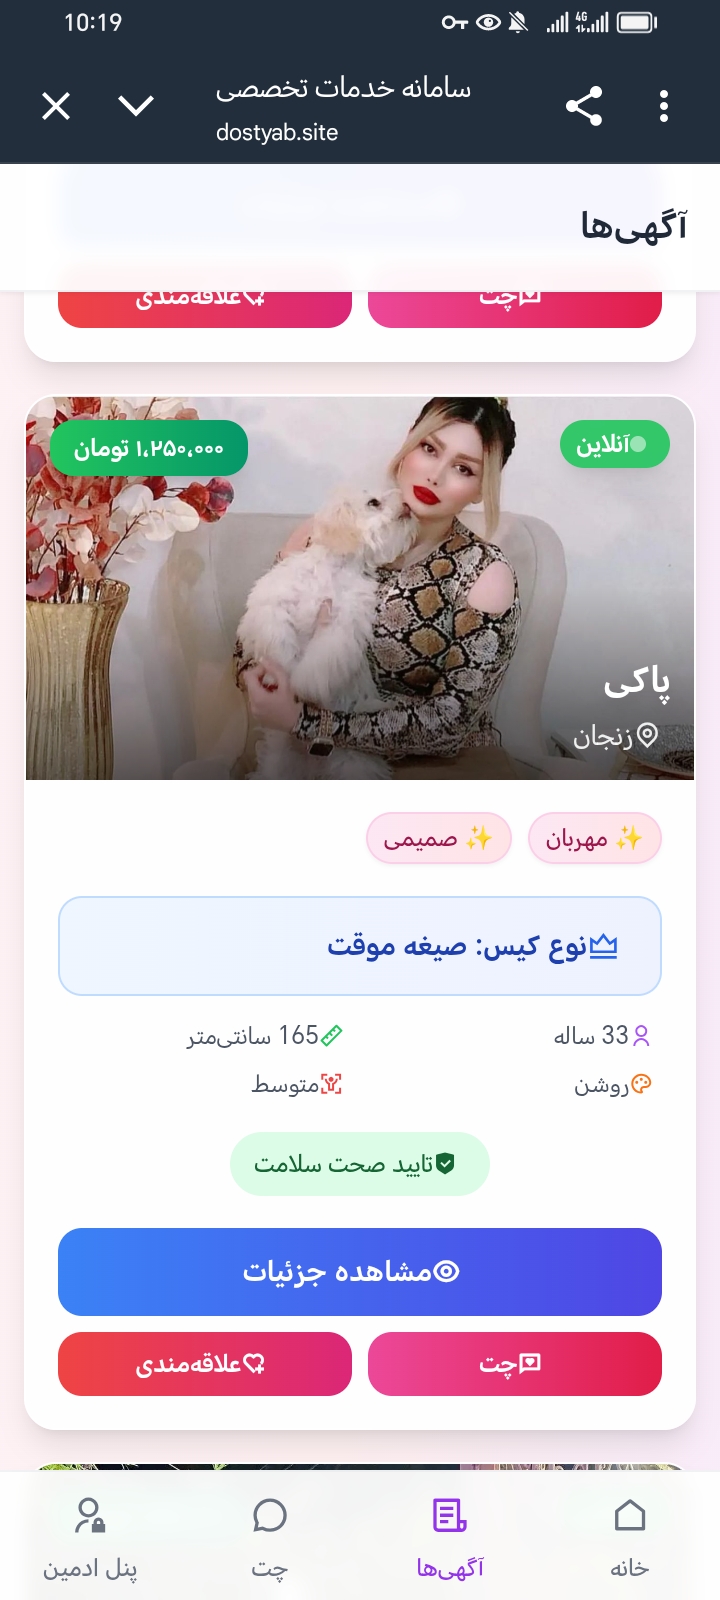 10:19
4G
سامانه خدمات تخصصی
dostyab.site
آگهی‌ها
چت
علاقه‌مندی
آنلاین
۱,۲۵۰,۰۰۰ تومان
پاکی
زنجان
✨ مهربان
✨ صمیمی
نوع کیس: صیغه موقت
33 ساله
165 سانتی‌متر
روشن
متوسط
تایید صحت سلامت
مشاهده جزئیات
چت
علاقه‌مندی
خانه
آگهی‌ها
چت
پنل ادمین